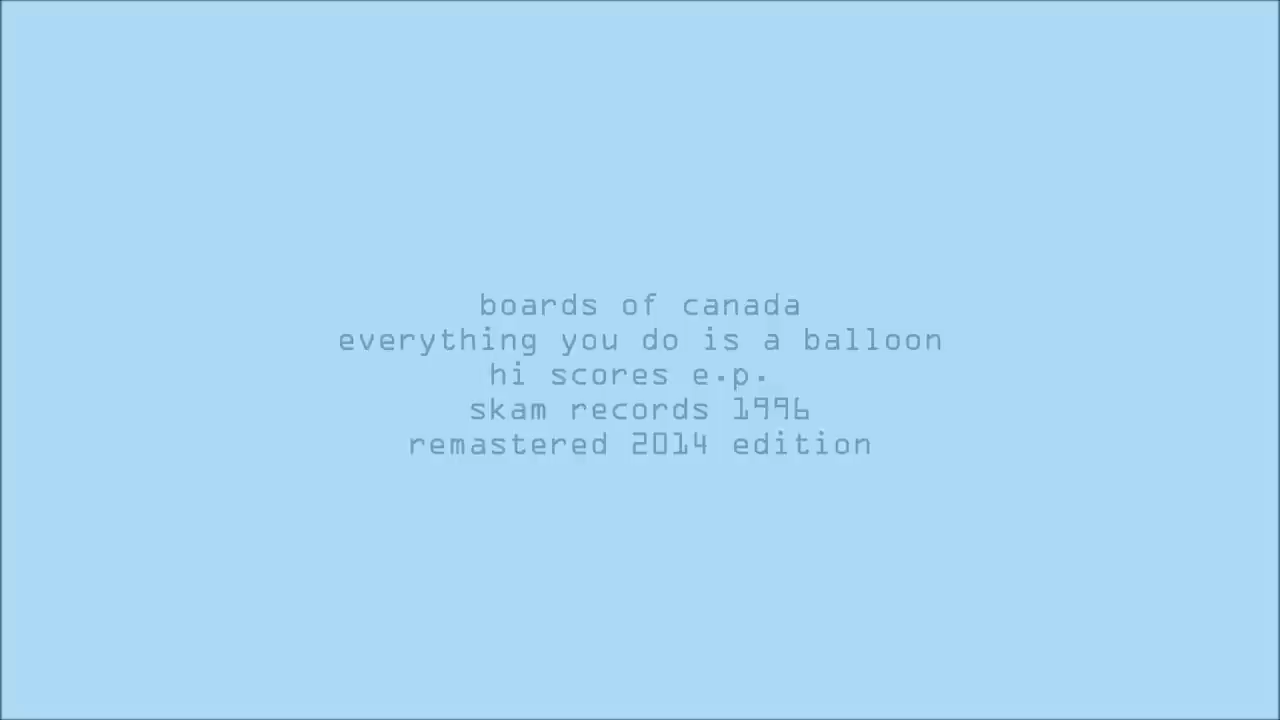 boards of canada
everything you do is a balloon
hi scores e.p.
skam records 1996
remastered 2014 edition